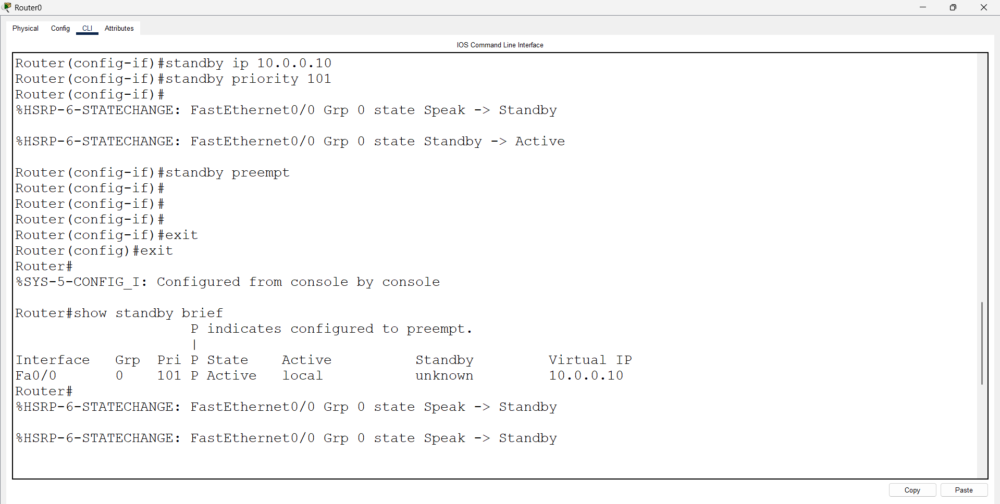 Router0
Physical Config CLI Attributes
IOS Command Line Interface
Router(config-if)#standby ip 10.0.0.10
Router(config-if)#standby priority 101
Router(config-if)#
%HSRP-6-STATECHANGE: FastEthernet0/0 Grp 0 state Speak -> Standby
%HSRP-6-STATECHANGE: FastEthernet0/0 Grp 0 state Standby -> Active
Router(config-if)#standby preempt
Router(config-if)#
Router(config-if)#
Router(config-if)#
Router(config-if)#exit
Router(config)#exit
Router#
%SYS-5-CONFIG_I: Configured from console by console
Router#show standby brief
P indicates configured to preempt.
|
Interface Grp Pri P State Active Standby Virtual IP
Fa0/0 0 101 P Active local unknown 10.0.0.10
Router#
%HSRP-6-STATECHANGE: FastEthernet0/0 Grp 0 state Speak -> Standby
%HSRP-6-STATECHANGE: FastEthernet0/0 Grp 0 state Speak -> Standby
Copy Paste